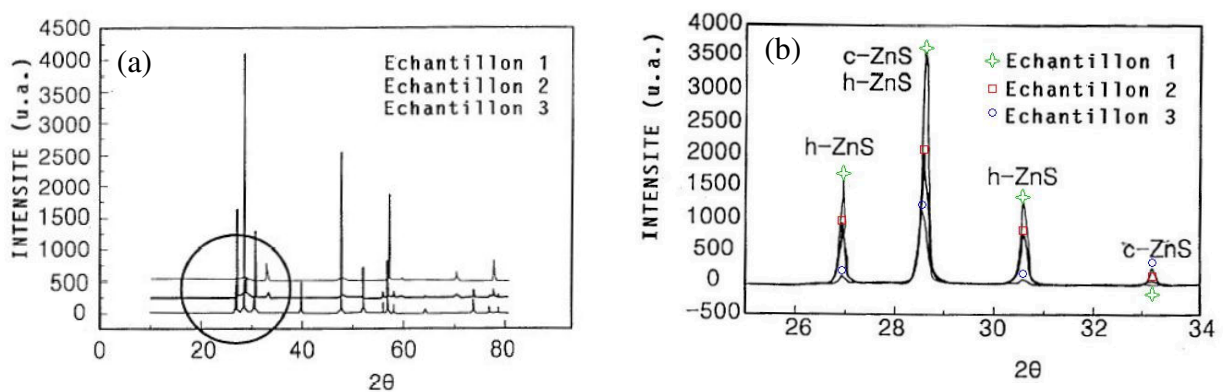 (a)
4500
4000
3500
3000
2500
2000
1500
1000
500
0
INTENSITE (u.a.)
Echantillon 1
Echantillon 2
Echantillon 3
0 20 40 60 80
2θ
(b)
4000
3500
3000
2500
2000
1500
1000
500
0
-500
INTENSITE (u.a.)
c-ZnS
h-ZnS
Echantillon 1
Echantillon 2
Echantillon 3
h-ZnS
h-ZnS
c-ZnS
26 28 30 32 34
2θ